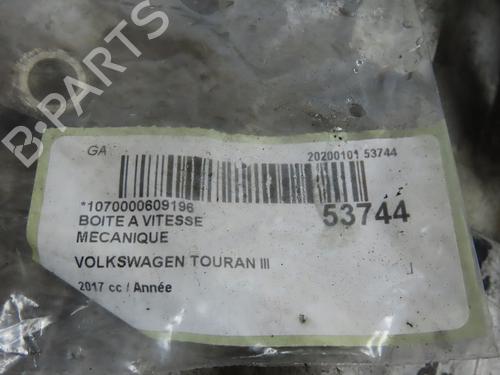 B-PARTS
GA
20200101 53744
*1070000609196
53744
BOITE A VITESSE
MECANIQUE
VOLKSWAGEN TOURAN III
2017 cc / Année